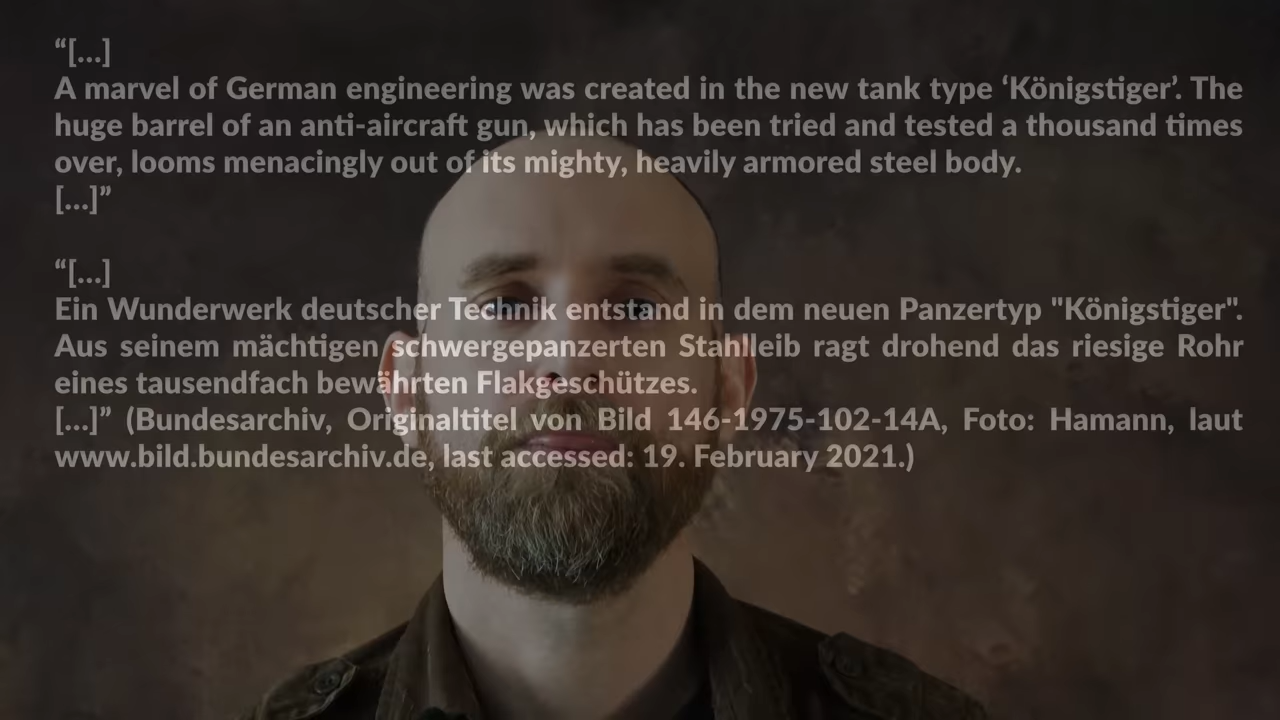 “[...]
A marvel of German engineering was created in the new tank type ‘Königstiger’. The
huge barrel of an anti-aircraft gun, which has been tried and tested a thousand times
over, looms menacingly out of its mighty, heavily armored steel body.
[...]”
“[...]
Ein Wunderwerk deutscher Technik entstand in dem neuen Panzertyp "Königstiger".
Aus seinem mächtigen schwergepanzerten Stahlleib ragt drohend das riesige Rohr
eines tausendfach bewährten Flakgeschützes.
[...]” (Bundesarchiv, Originaltitel von Bild 146-1975-102-14A, Foto: Hamann, laut
www.bild.bundesarchiv.de, last accessed: 19. February 2021.)